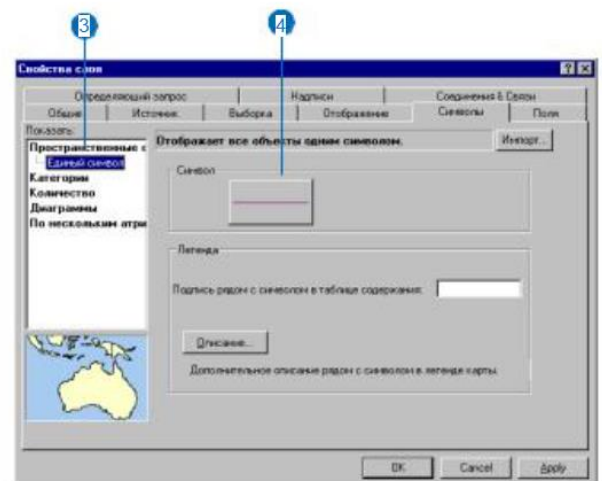 3 4
Свойства слоя
Определяющий запрос Надписи Соединения & Связи
Общие Источник Выборка Отображение Символы Поля
Показать:
Пространственные о
Единый символ
Категории
Количество
Диаграммы
По нескольким атри
Отображает все объекты одним символом.
Импорт...
Символ
Легенда
Подпись рядом с символом в таблице содержания:
Описание...
Дополнительное описание рядом с символом в легенде карты
OK Cancel Apply